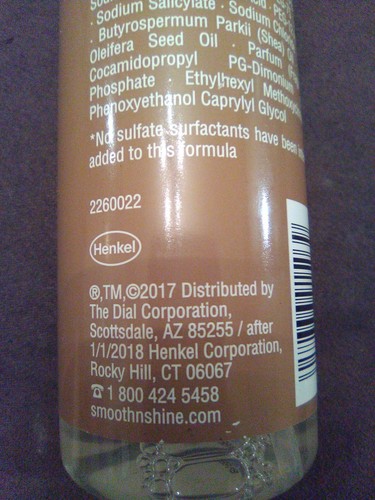 · Sodium Salicylate · Sodium
· Butyrospermum Parkii (Shea)
Oleifera Seed Oil · Parfum
Cocamidopropyl PG-Dimonium
Phosphate · Ethylhexyl
Phenoxyethanol Caprylyl Glycol
*No sulfate surfactants have been
added to this formula
2260022
Henkel
®,TM,©2017 Distributed by
The Dial Corporation,
Scottsdale, AZ 85255 / after
1/1/2018 Henkel Corporation,
Rocky Hill, CT 06067
☎1 800 424 5458
smoothnshine.com